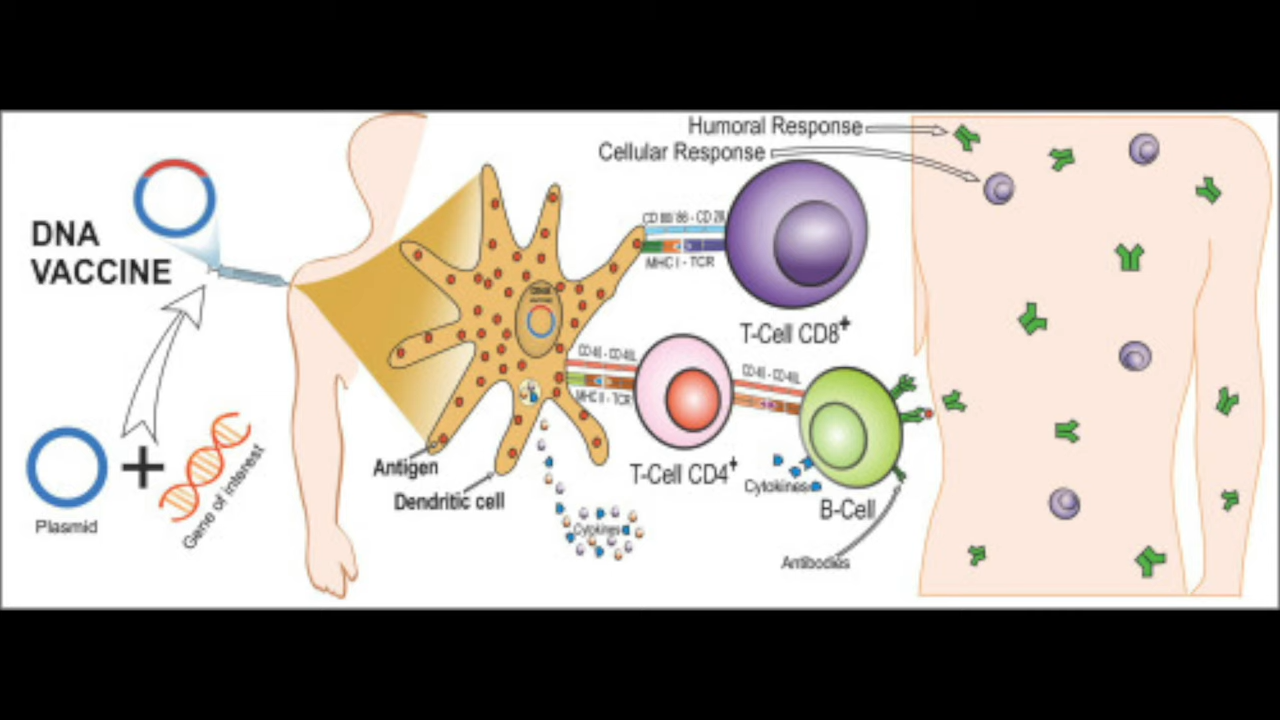 Humoral Response
Cellular Response
DNA
VACCINE
CD 80/86 - CD 28
MHC I - TCR
T-Cell CD8+
CD 40 - CD 40L
MHC II - TCR
CD 40 - CD 40L
T-Cell CD4+
Antigen
Dendritic cell
Cytokines
B-Cell
Plasmid
Gene of interest
Cytokines
Antibodies